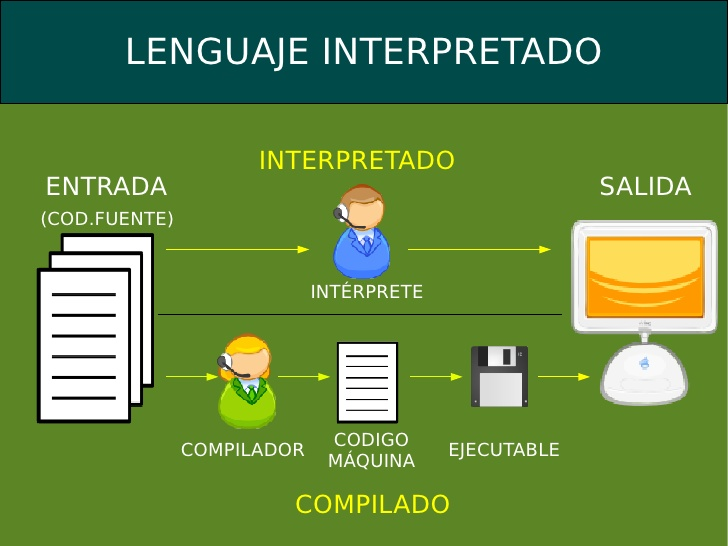 LENGUAJE INTERPRETADO
INTERPRETADO
ENTRADA
(COD.FUENTE)
SALIDA
INTÉRPRETE
COMPILADOR
CODIGO
MÁQUINA
EJECUTABLE
COMPILADO